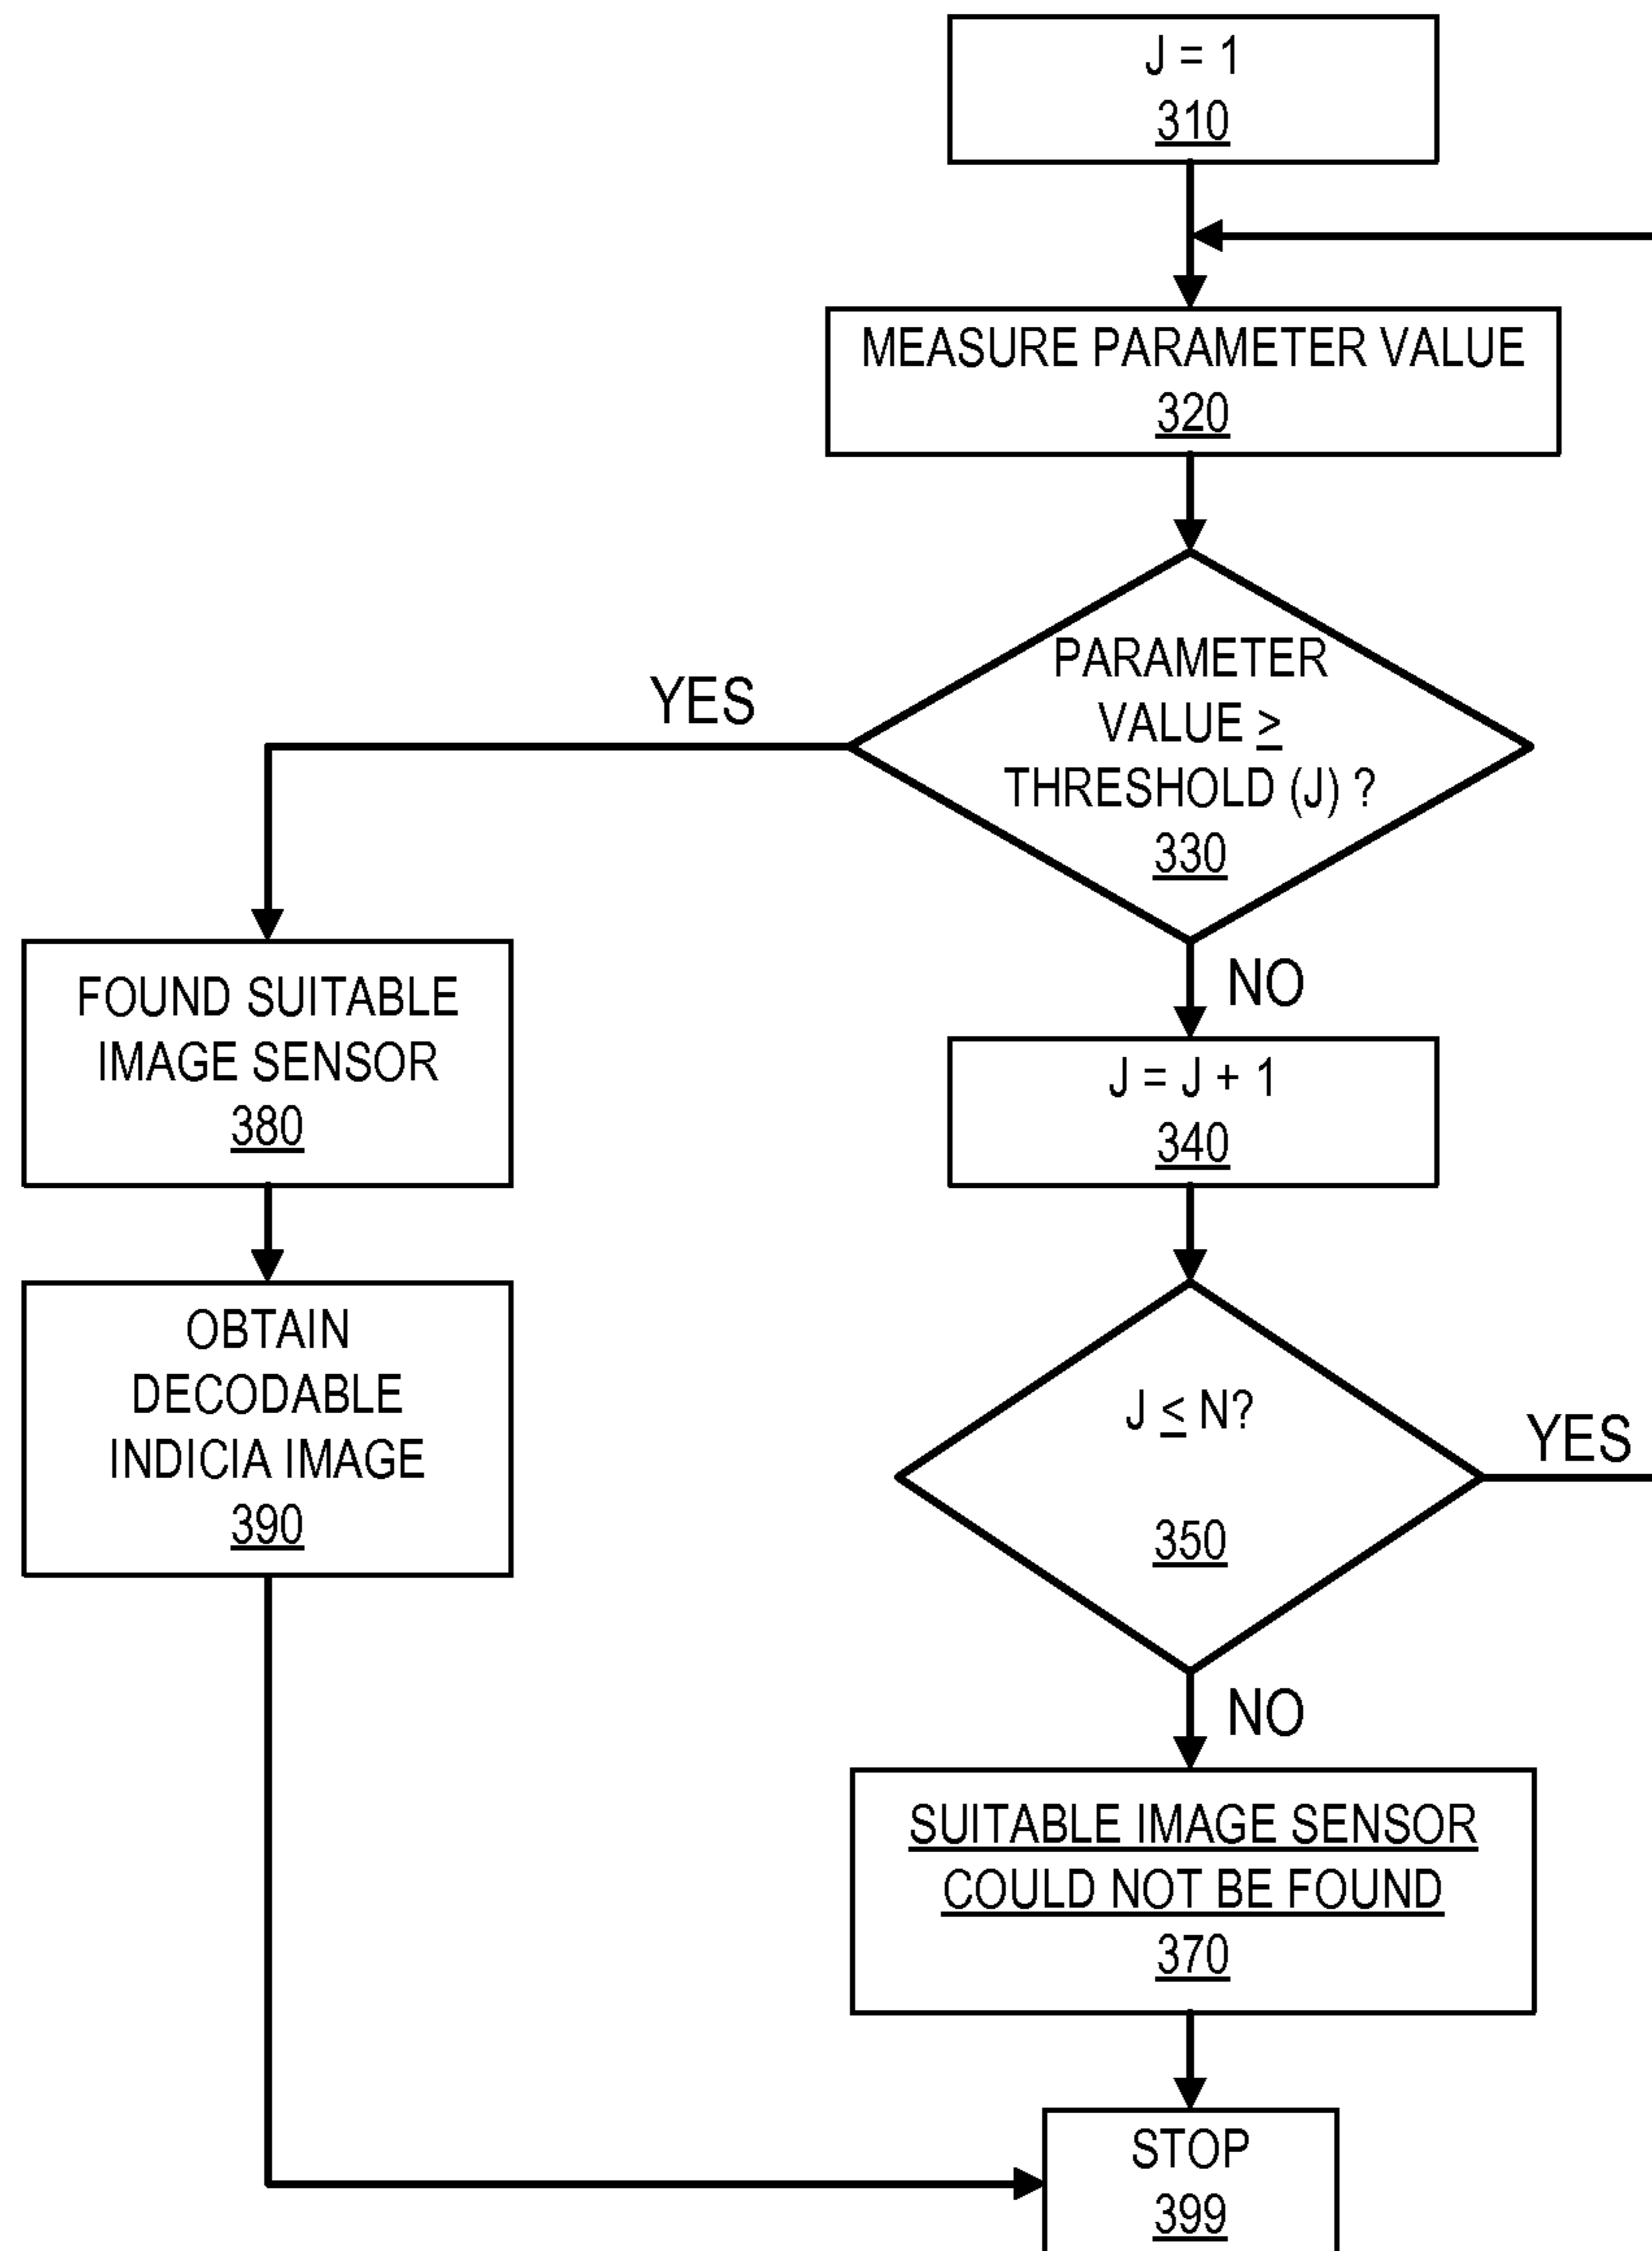 J = 1
310
MEASURE PARAMETER VALUE
320
PARAMETER
VALUE ≥
THRESHOLD (J) ?
330
YES
NO
FOUND SUITABLE
IMAGE SENSOR
380
J = J + 1
340
OBTAIN
DECODABLE
INDICIA IMAGE
390
J ≤ N?
350
YES
NO
SUITABLE IMAGE SENSOR
COULD NOT BE FOUND
370
STOP
399